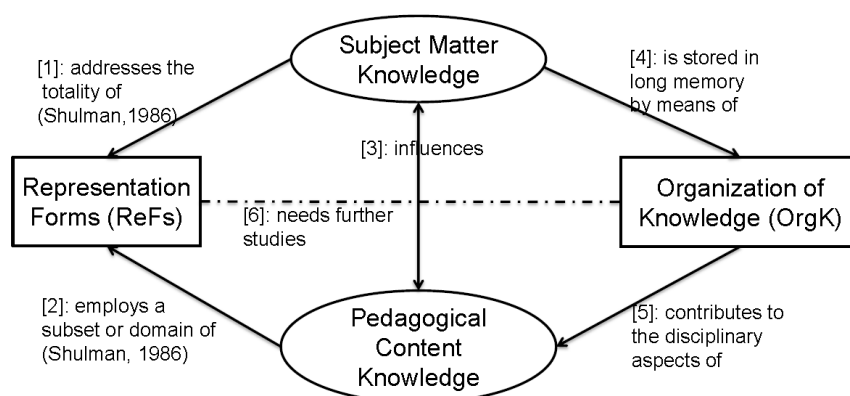 Subject Matter
Knowledge
[1]: addresses the
totality of
(Shulman,1986)
[4]: is stored in
long memory
by means of
[3]: influences
Representation
Forms (ReFs)
Organization of
Knowledge (OrgK)
[6]: needs further
studies
[2]: employs a
subset or domain of
(Shulman, 1986)
Pedagogical
Content
Knowledge
[5]: contributes to
the disciplinary
aspects of